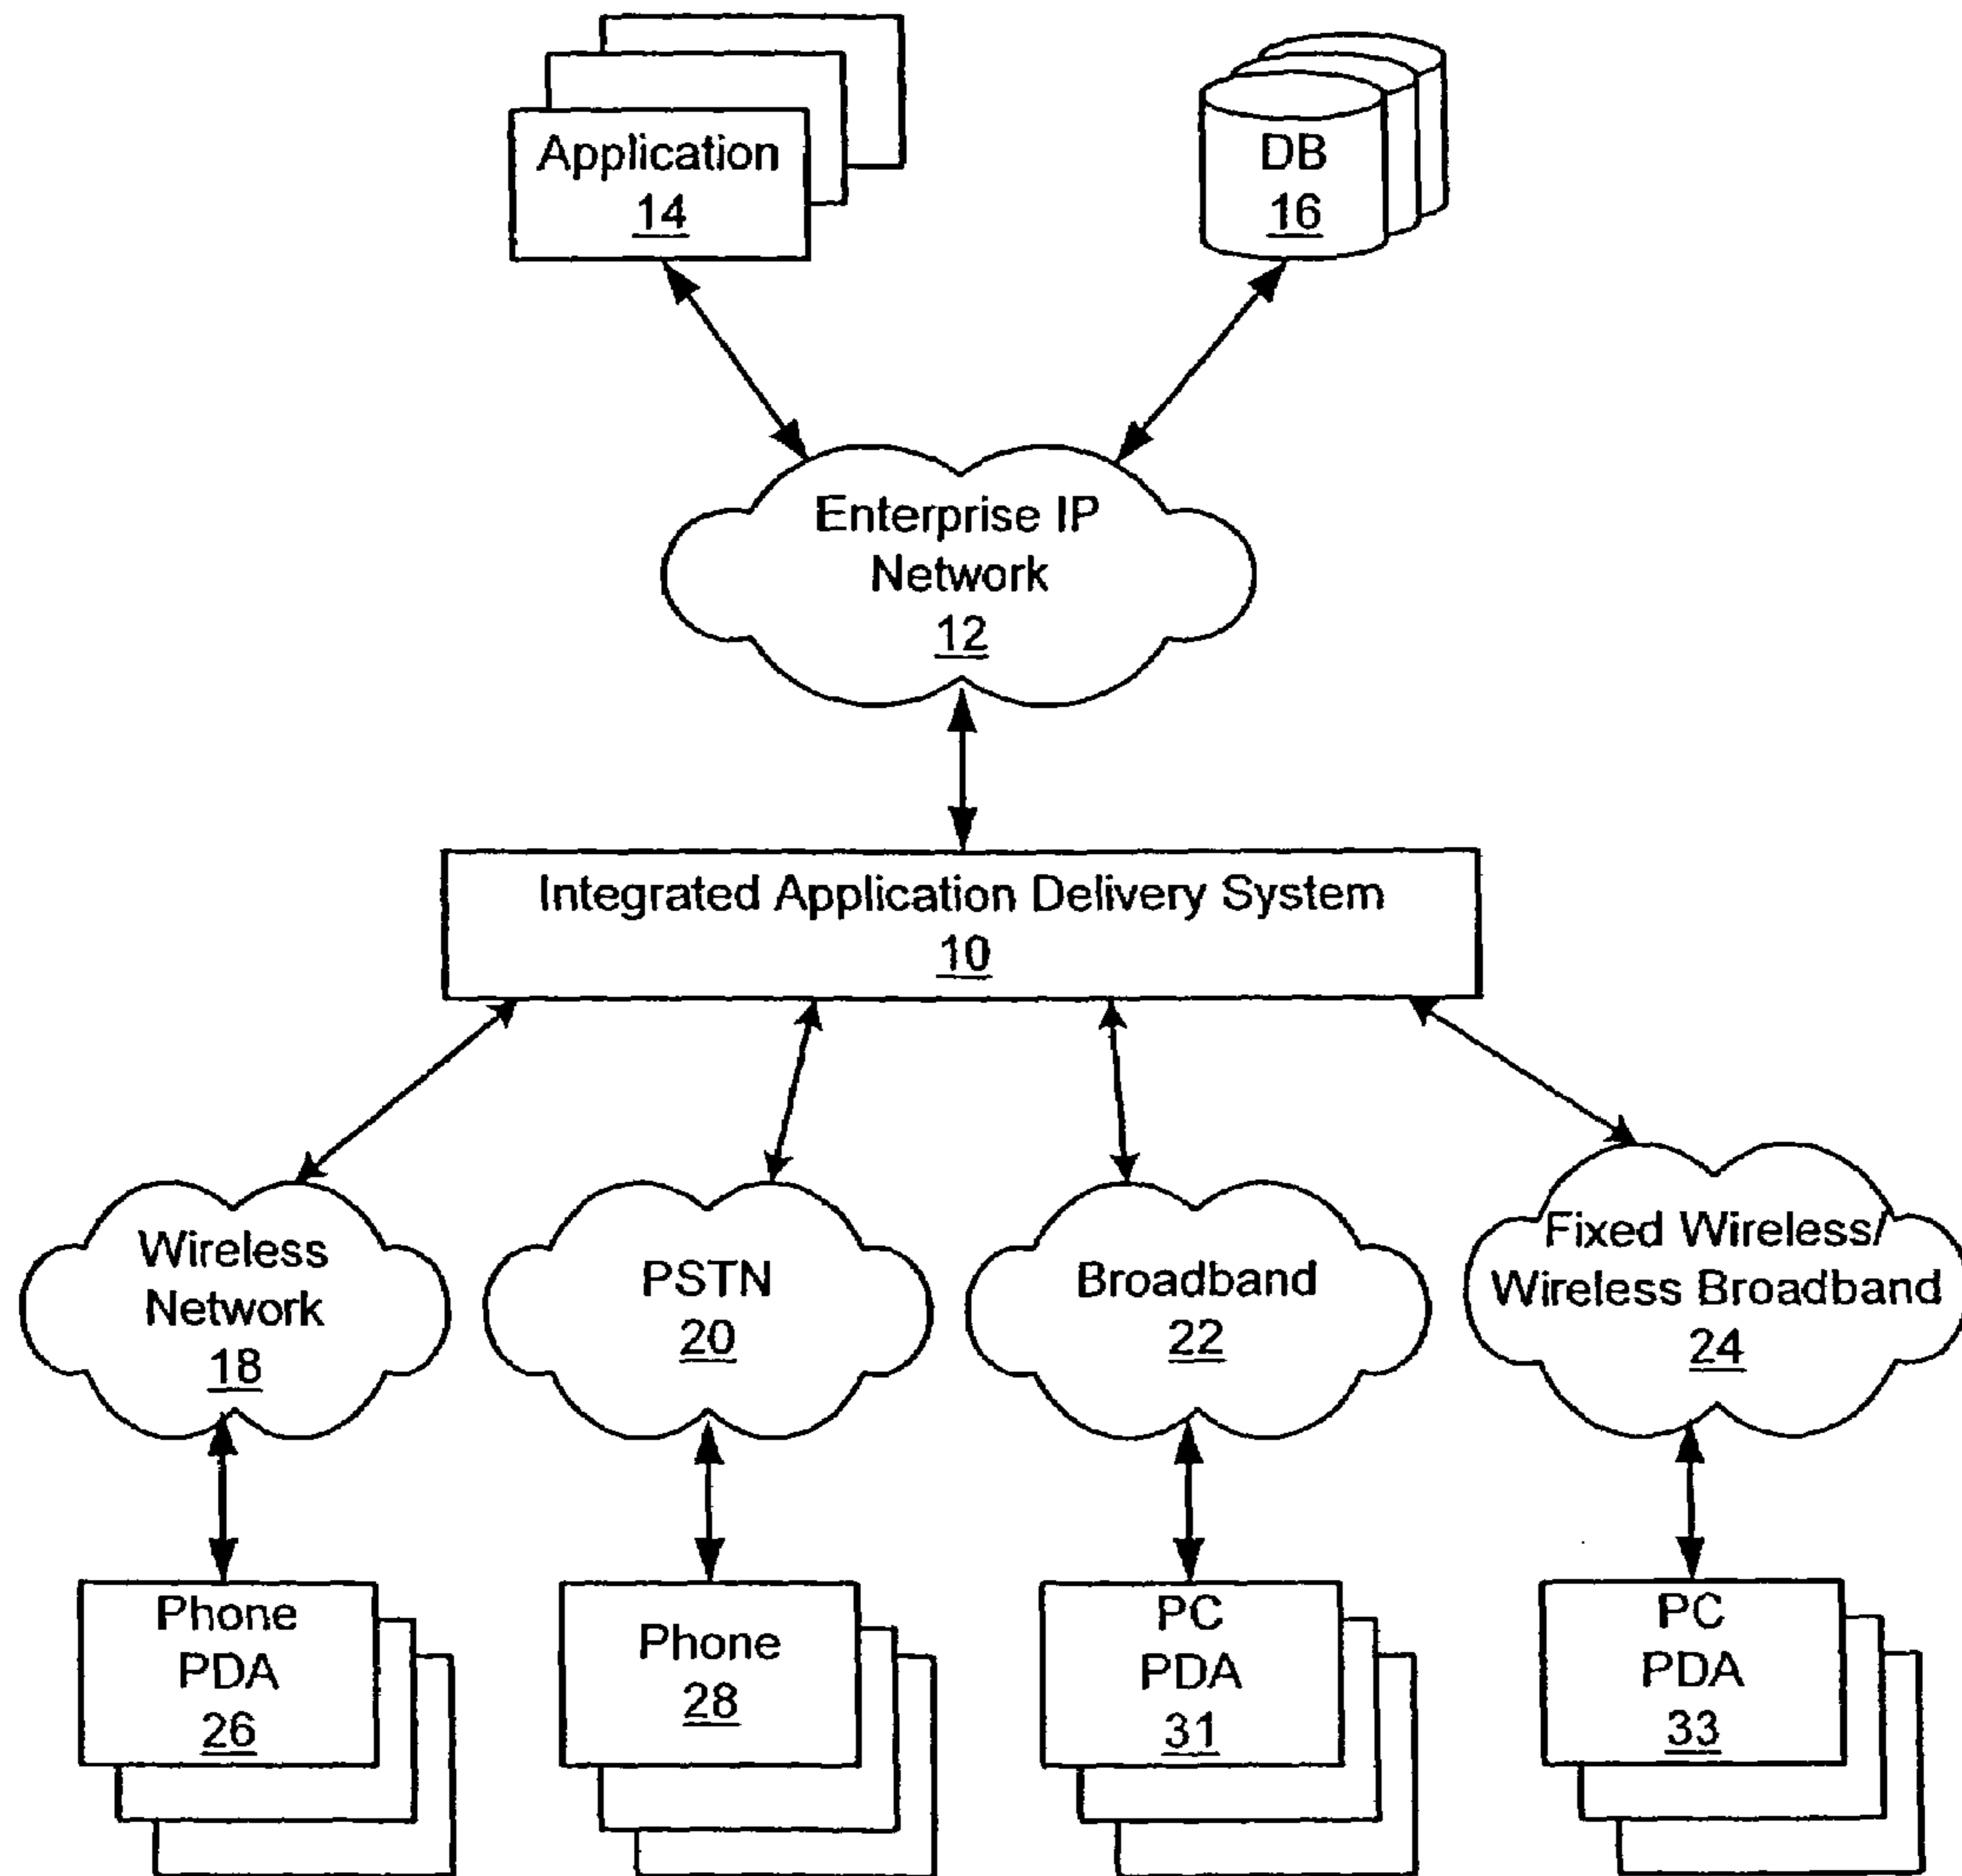 Application
14
DB
16
Enterprise IP
Network
12
Integrated Application Delivery System
10
Wireless
Network
18
PSTN
20
Broadband
22
Fixed Wireless/
Wireless Broadband
24
Phone
PDA
26
Phone
28
PC
PDA
31
PC
PDA
33